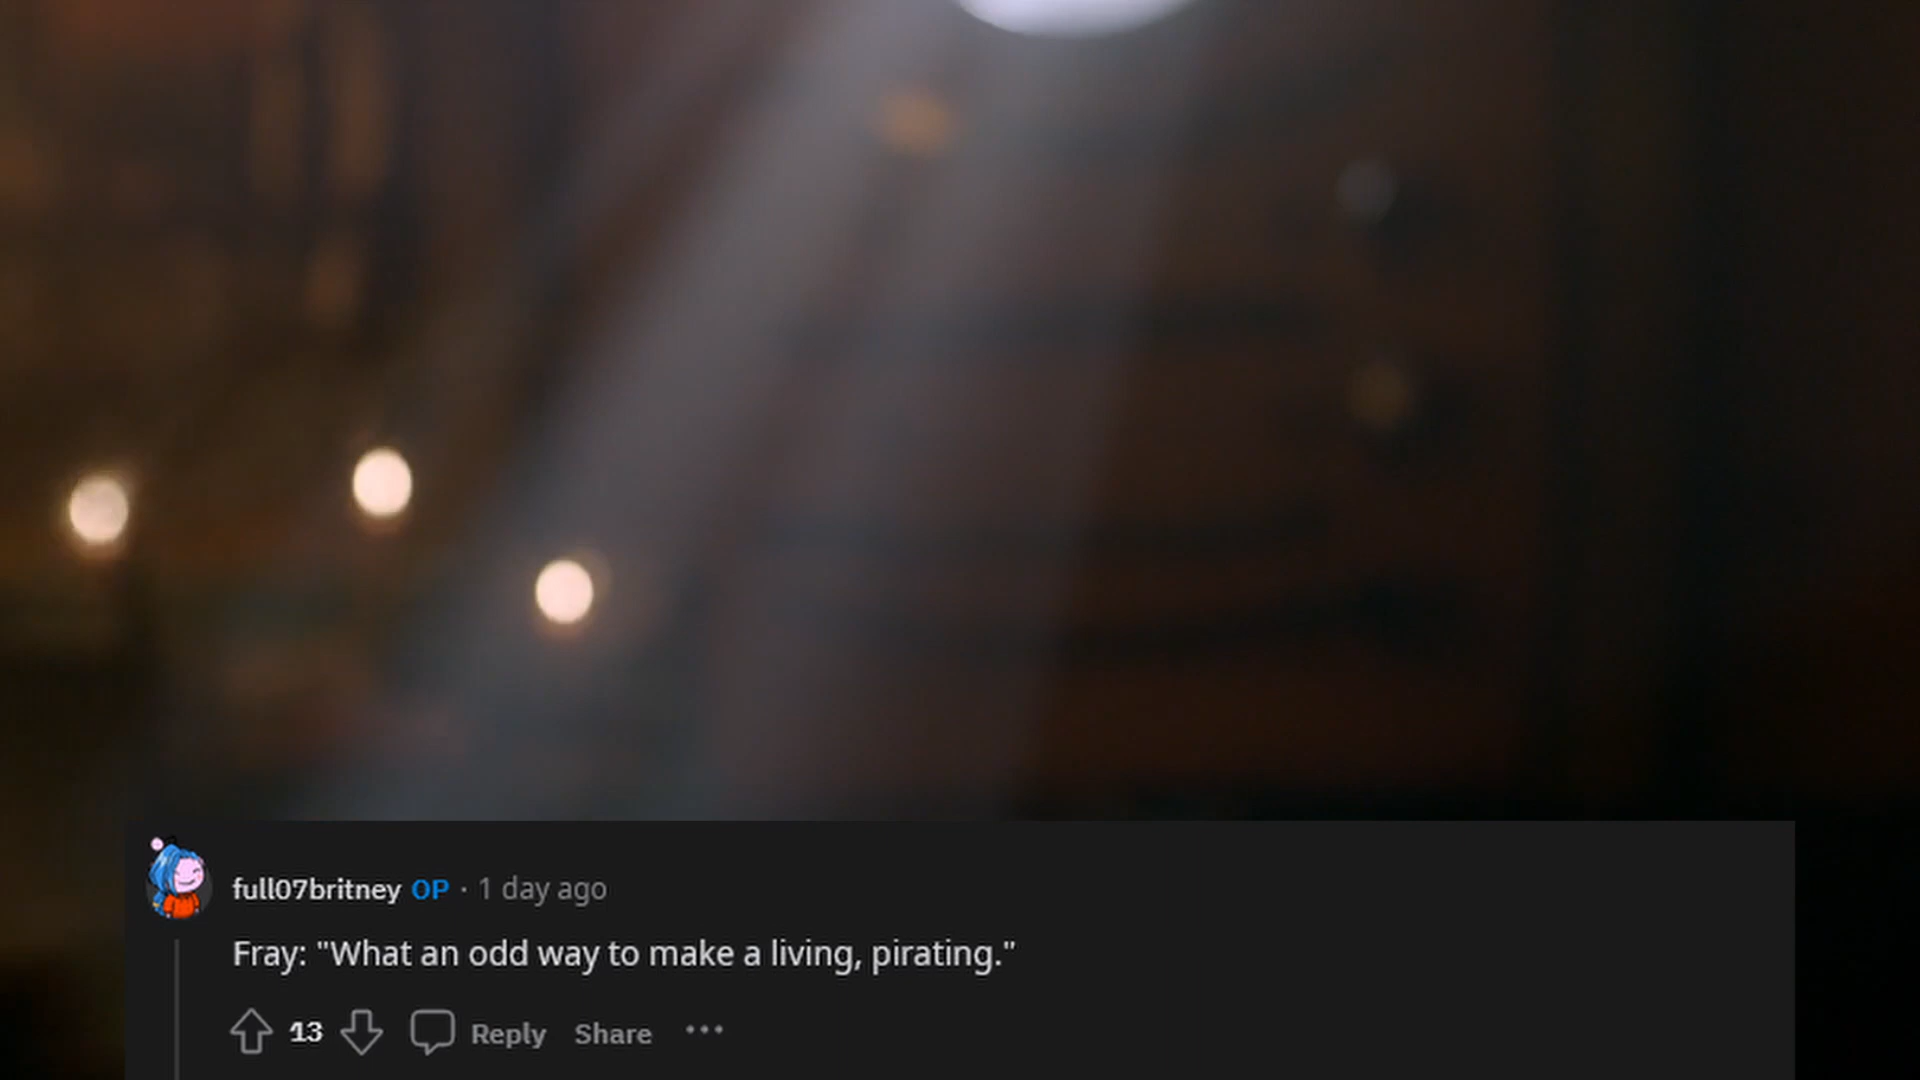 full07britney OP · 1 day ago
Fray: "What an odd way to make a living, pirating."
13 Reply Share ···